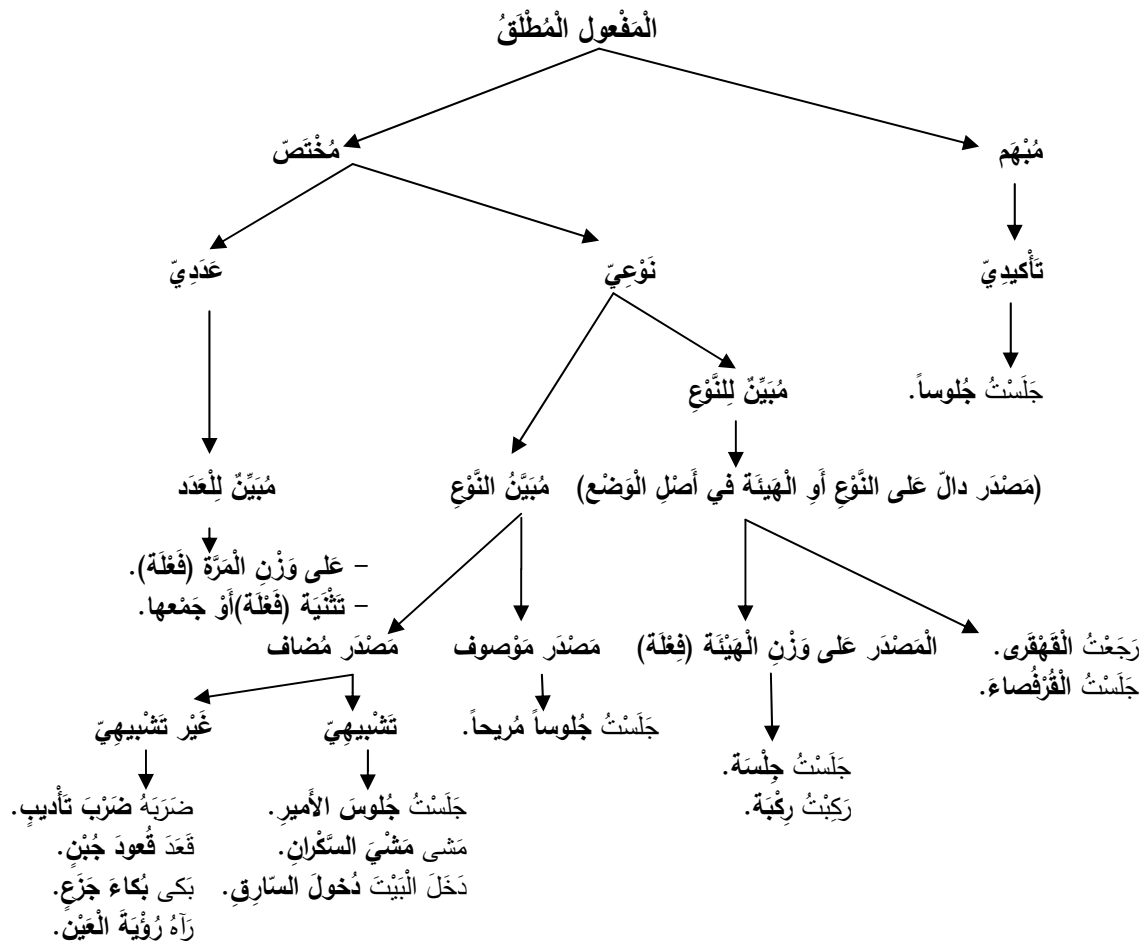 الْمَفْعول الْمُطْلَقُ
مُبْهَم
مُخْتَصّ
تَأْكيدِيّ
نَوْعِيّ
عَدَدِيّ
جَلَسْتُ جُلوساً.
مُبَيِّنٌ لِلنَّوْعِ
(مَصْدَر دالّ عَلى النَّوْعِ أَوِ الْهَيئَة في أَصْلِ الْوَضْع)
مُبَيَّنُ النَّوْعِ
مُبَيِّنٌ لِلْعَدَد
– عَلى وَزْنِ الْمَرَّة (فَعْلَة).
– تَثْنَيَة (فَعْلَة)أَوْ جَمْعها.
رَجَعْتُ الْقَهْقَرى.
جَلَسْتُ الْقُرْفُصاءَ.
الْمَصْدَر عَلى وَزْنِ الْهَيْئَة (فِعْلَة)
مَصْدَر مَوْصوف
مَصْدَر مُضاف
جَلَسْتُ جِلْسَة.
رَكِبْتُ رِكْبَة.
جَلَسْتُ جُلوساً مُريحاً.
تَشْبيهِيّ
غَيْر تَشْبيهِيّ
جَلَسْتُ جُلوسَ الأَميرِ.
مَشى مَشْيَ السَّكْرانِ.
دَخَلَ الْبَيْتَ دُخولَ السّارِقِ.
ضَرَبَهُ ضَرْبَ تَأْديبٍ.
قَعَدَ قُعودَ جُبْنٍ.
بَكى بُكاءَ جَزَعٍ.
رَآهُ رُؤْيَةَ الْعَيْنِ.